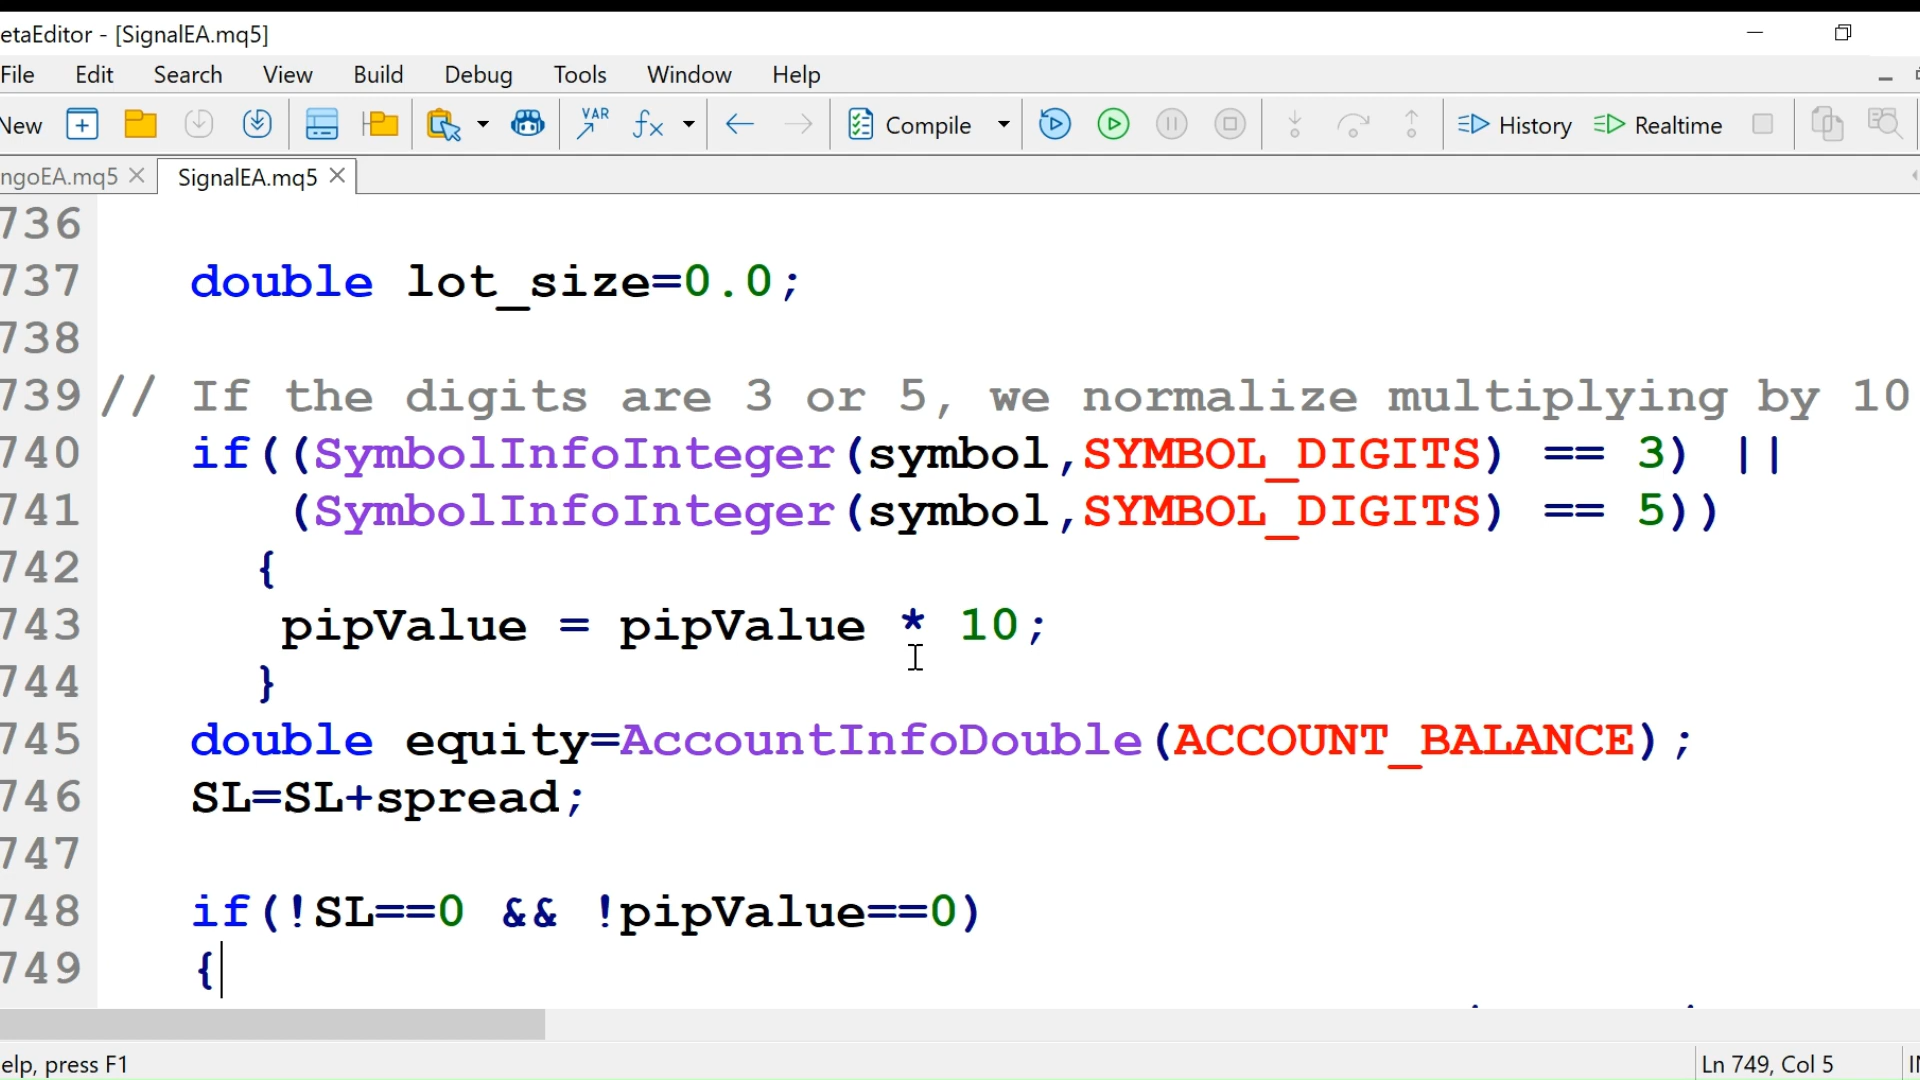 etaEditor - [SignalEA.mq5]
File Edit Search View Build Debug Tools Window Help
New VAR fx Compile History Realtime
ngoEA.mq5 SignalEA.mq5
736
737 double lot_size=0.0;
738
739 // If the digits are 3 or 5, we normalize multiplying by 10
740 if((SymbolInfoInteger(symbol,SYMBOL_DIGITS) == 3) ||
741 (SymbolInfoInteger(symbol,SYMBOL_DIGITS) == 5))
742 {
743 pipValue = pipValue * 10;
744 }
745 double equity=AccountInfoDouble(ACCOUNT_BALANCE);
746 SL=SL+spread;
747
748 if(!SL==0 && !pipValue==0)
749 {
elp, press F1 Ln 749, Col 5